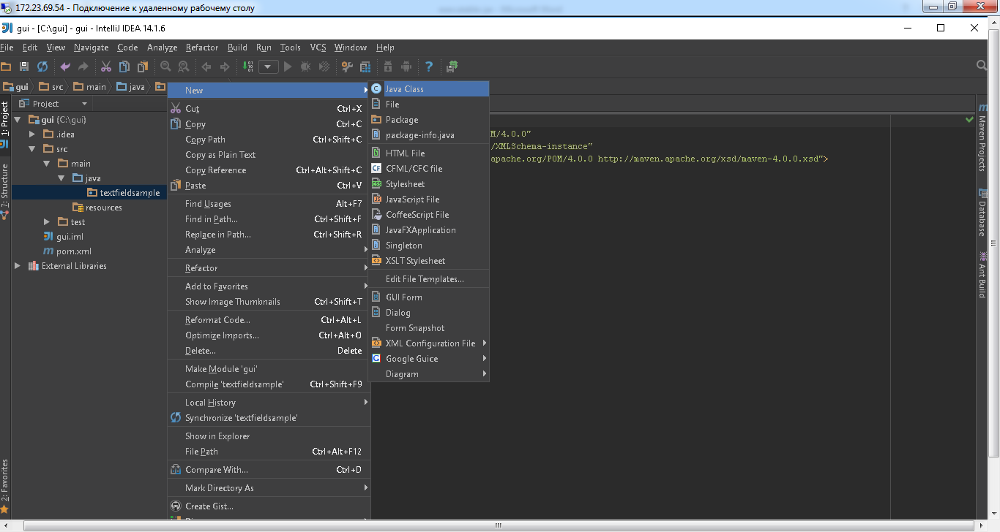 172.23.69.54 - Подключение к удаленному рабочему столу
gui - [C:\gui] - gui - IntelliJ IDEA 14.1.6
File Edit View Navigate Code Analyze Refactor Build Run Tools VCS Window Help
gui src main java
1: Project
7: Structure
2: Favorites
Project
gui (C:\gui)
.idea
src
main
java
textfieldsample
resources
test
gui.iml
pom.xml
External Libraries
New
Cut Ctrl+X
Copy Ctrl+C
Copy Path Ctrl+Shift+C
Copy as Plain Text
Copy Reference Ctrl+Alt+Shift+C
Paste Ctrl+V
Find Usages Alt+F7
Find in Path... Ctrl+Shift+F
Replace in Path... Ctrl+Shift+R
Analyze
Refactor
Add to Favorites
Show Image Thumbnails Ctrl+Shift+T
Reformat Code... Ctrl+Alt+L
Optimize Imports... Ctrl+Alt+O
Delete... Delete
Make Module 'gui'
Compile 'textfieldsample' Ctrl+Shift+F9
Local History
Synchronize 'textfieldsample'
Show in Explorer
File Path Ctrl+Alt+F12
Compare With... Ctrl+D
Mark Directory As
Create Gist...
Java Class
File
Package
package-info.java
HTML File
CFML/CFC file
Stylesheet
JavaScript File
CoffeeScript File
JavaFXApplication
Singleton
XSLT Stylesheet
Edit File Templates...
GUI Form
Dialog
Form Snapshot
XML Configuration File
Google Guice
Diagram
M/4.0.0"
/XMLSchema-instance"
apache.org/POM/4.0.0 http://maven.apache.org/xsd/maven-4.0.0.xsd">
Maven Projects
Database
Ant Build